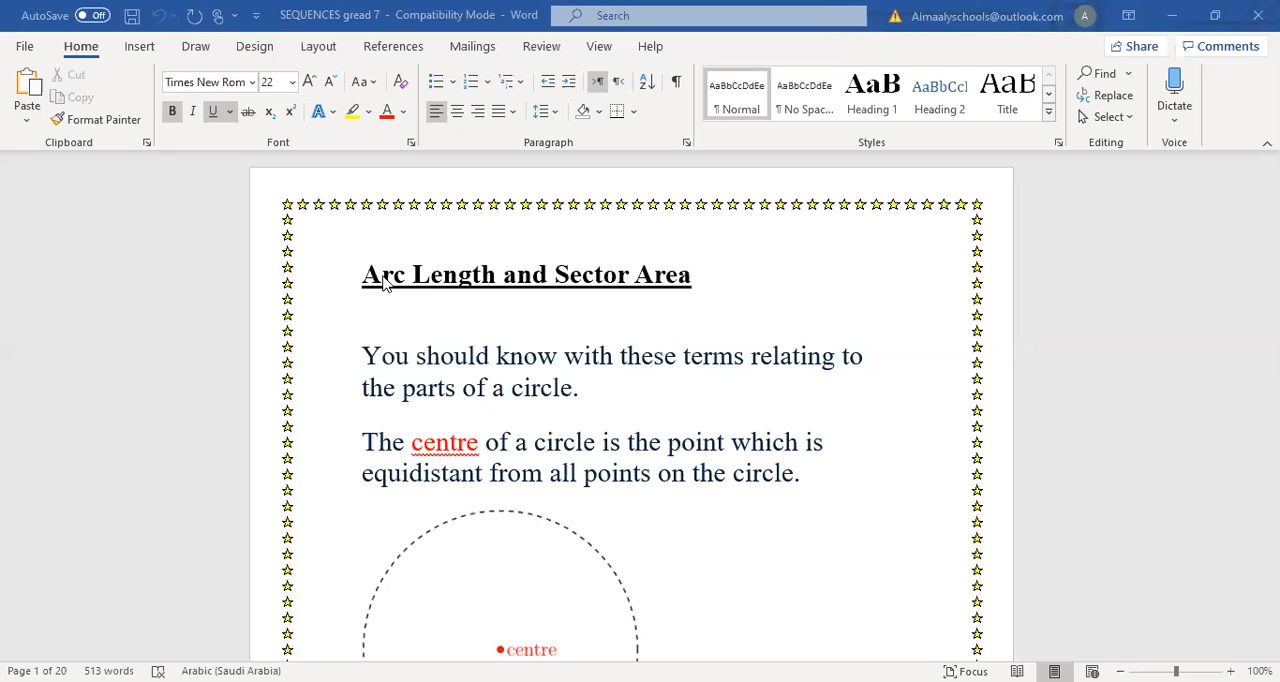 AutoSave Off SEQUENCES gread 7 - Compatibility Mode - Word Search Almaalyschools@outlook.com A
File Home Insert Draw Design Layout References Mailings Review View Help Share Comments
Paste Cut Copy Format Painter
Times New Rom 22 A A Aa A
B I U ab x₂ x² A A
AaBbCcDdEe AaBbCcDdEe AaB AaBbCcl AaB
¶ Normal ¶ No Spac... Heading 1 Heading 2 Title
Find Replace Select
Dictate
Clipboard Font Paragraph Styles Editing Voice
Arc Length and Sector Area
You should know with these terms relating to
the parts of a circle.
The centre of a circle is the point which is
equidistant from all points on the circle.
centre
Page 1 of 20 513 words Arabic (Saudi Arabia) Focus 100%